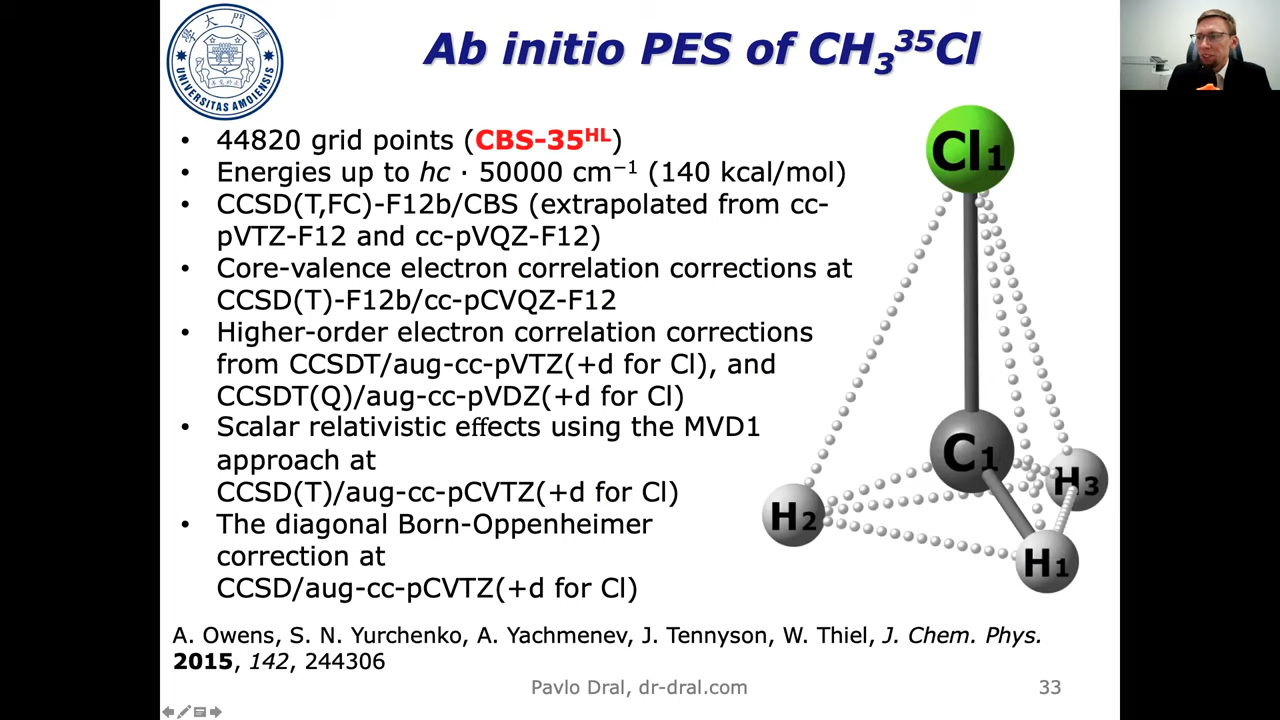 廈門大學
UNIVERSITAS AMOIENSIS
Ab initio PES of CH₃³⁵Cl
• 44820 grid points (CBS-35ᴴᴸ)
• Energies up to hc · 50000 cm⁻¹ (140 kcal/mol)
• CCSD(T,FC)-F12b/CBS (extrapolated from cc-
pVTZ-F12 and cc-pVQZ-F12)
• Core-valence electron correlation corrections at
CCSD(T)-F12b/cc-pCVQZ-F12
• Higher-order electron correlation corrections
from CCSDT/aug-cc-pVTZ(+d for Cl), and
CCSDT(Q)/aug-cc-pVDZ(+d for Cl)
• Scalar relativistic effects using the MVD1
approach at
CCSD(T)/aug-cc-pCVTZ(+d for Cl)
• The diagonal Born-Oppenheimer
correction at
CCSD/aug-cc-pCVTZ(+d for Cl)
Cl₁
C₁
H₂
H₃
H₁
A. Owens, S. N. Yurchenko, A. Yachmenev, J. Tennyson, W. Thiel, J. Chem. Phys.
2015, 142, 244306
Pavlo Dral, dr-dral.com
33